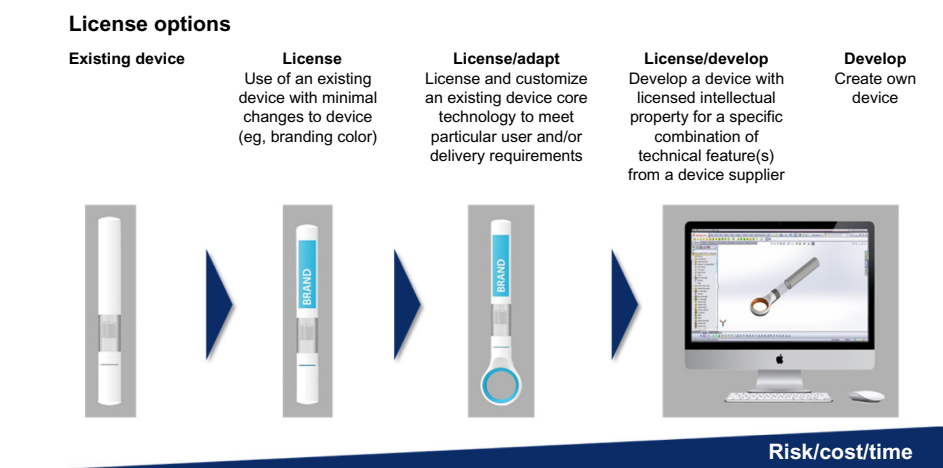 License options
Existing device
License
Use of an existing
device with minimal
changes to device
(eg, branding color)
License/adapt
License and customize
an existing device core
technology to meet
particular user and/or
delivery requirements
License/develop
Develop a device with
licensed intellectual
property for a specific
combination of
technical feature(s)
from a device supplier
Develop
Create own
device
BRAND
BRAND
Risk/cost/time